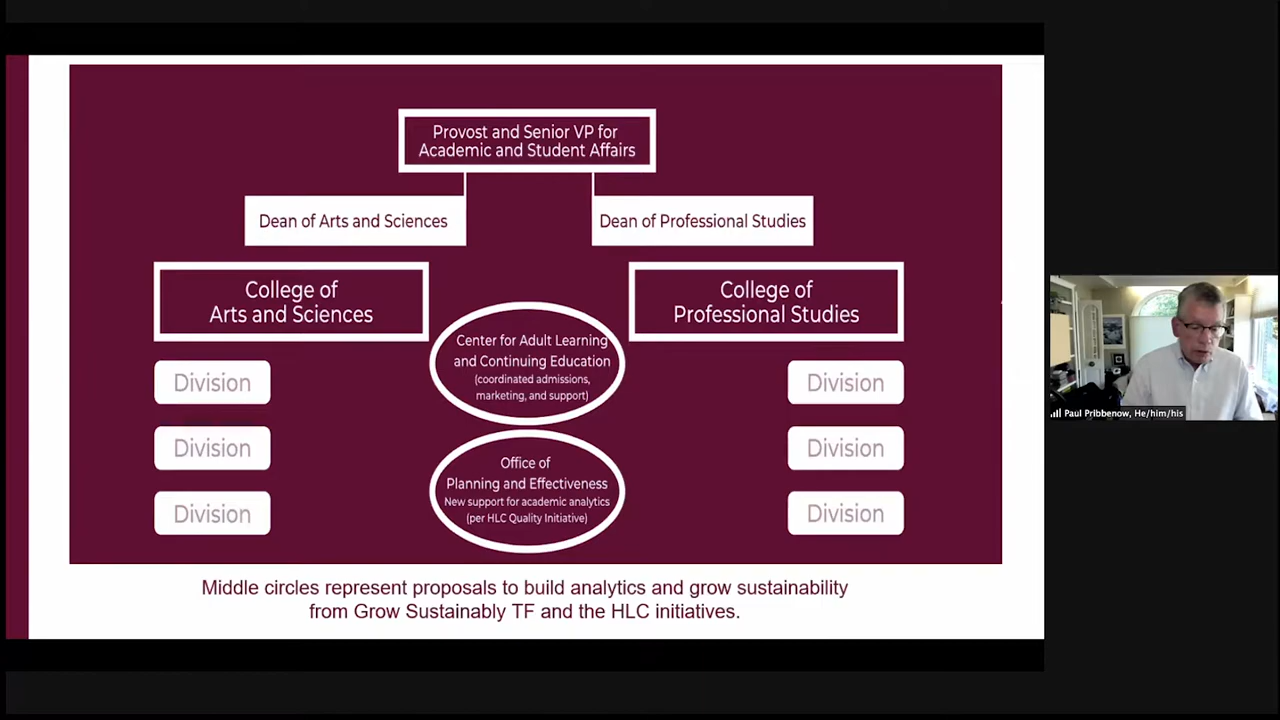 Provost and Senior VP for
Academic and Student Affairs
Dean of Arts and Sciences
Dean of Professional Studies
College of
Arts and Sciences
College of
Professional Studies
Center for Adult Learning
and Continuing Education
(coordinated admissions,
marketing, and support)
Division
Division
Division
Division
Office of
Planning and Effectiveness
New support for academic analytics
(per HLC Quality Initiative)
Division
Division
Middle circles represent proposals to build analytics and grow sustainability
from Grow Sustainably TF and the HLC initiatives.
Paul Pribbenow, He/him/his